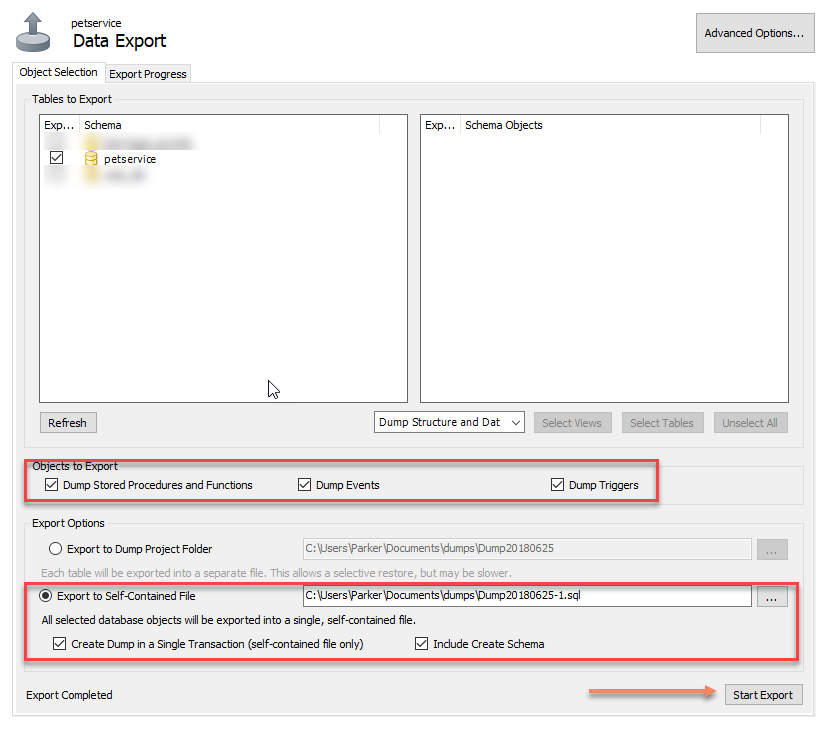 petservice
Data Export
Advanced Options...
Object Selection
Export Progress
Tables to Export
Exp... Schema
petservice
Exp... Schema Objects
Refresh
Dump Structure and Dat
Select Views
Select Tables
Unselect All
Objects to Export
Dump Stored Procedures and Functions
Dump Events
Dump Triggers
Export Options
Export to Dump Project Folder
C:\Users\Parker\Documents\dumps\Dump20180625
...
Each table will be exported into a separate file. This allows a selective restore, but may be slower.
Export to Self-Contained File
C:\Users\Parker\Documents\dumps\Dump20180625-1.sql
...
All selected database objects will be exported into a single, self-contained file.
Create Dump in a Single Transaction (self-contained file only)
Include Create Schema
Export Completed
Start Export